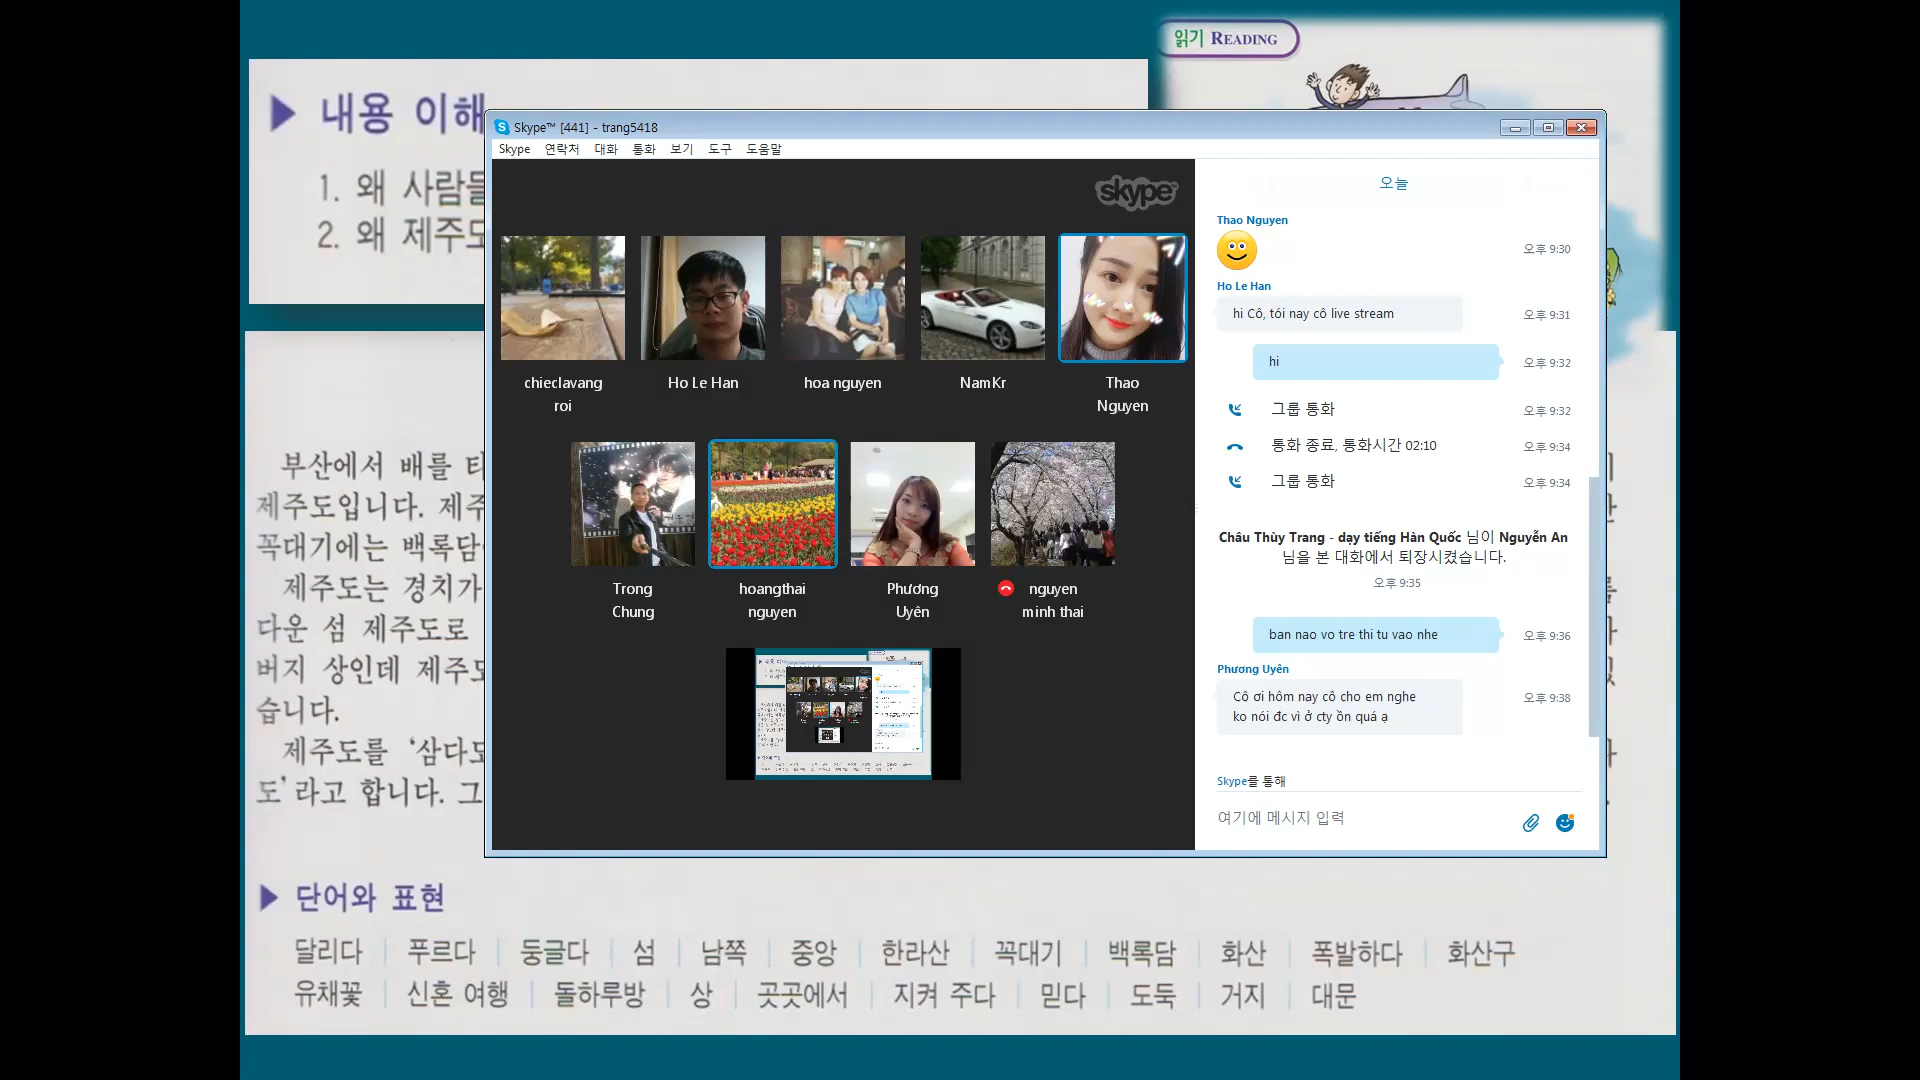 읽기 READING
내용 이해
1. 왜 사람들
2. 왜 제주도
Skype™ [441] - trang5418
Skype 연락처 대화 통화 보기 도구 도움말
skype
chieclavang
roi
Ho Le Han
hoa nguyen
NamKr
Thao
Nguyen
Trong
Chung
hoangthai
nguyen
Phương
Uyên
nguyen
minh thai
오늘
Thao Nguyen
오후 9:30
Ho Le Han
hi Cô, tói nay cô live stream
오후 9:31
hi
오후 9:32
그룹 통화
오후 9:32
통화 종료, 통화시간 02:10
오후 9:34
그룹 통화
오후 9:34
Châu Thùy Trang - dạy tiếng Hàn Quốc 님이 Nguyễn An
님을 본 대화에서 퇴장시켰습니다.
오후 9:35
ban nao vo tre thi tu vao nhe
오후 9:36
Phương Uyên
Cô ơi hôm nay cô cho em nghe
ko nói đc vì ở cty ồn quá ạ
오후 9:38
Skype를 통해
여기에 메시지 입력
부산에서 배를 타
제주도입니다. 제주
꼭대기에는 백록담
제주도는 경치가
다운 섬 제주도로
버지 상인데 제주도
습니다.
제주도를 ‘삼다도
도’라고 합니다. 그
단어와 표현
달리다 푸르다 둥글다 섬 남쪽 중앙 한라산 꼭대기 백록담 화산 폭발하다 화산구
유채꽃 신혼 여행 돌하루방 상 곳곳에서 지켜 주다 믿다 도둑 거지 대문